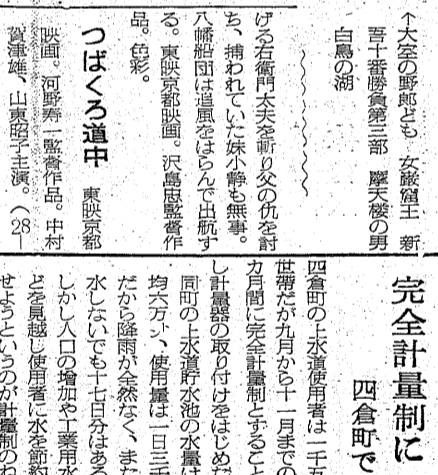 ↑大室の野郎ども 女巌窟王 新
吾十番勝負第三部 摩天楼の男
白鳥の湖
げる右衛門太夫を斬り父の仇を討
ち、捕われていた妹小静も無事。
八幡船団は追風をはらんで出航す
る。東映京都映画。沢島忠監督作
品。色彩。
つばくろ道中 東映京都
映画。河野寿一監督作品。中村
賀津雄、山東昭子主演。（28―
完全計量制に
四倉町で
四倉町の上水道使用者は一千五
世帯だが九月から十一月までの
カ月間に完全計量制とすること
し計量器の取り付けをはじめた
同町の上水道貯水池の水量は
均六万㌧、使用量は一日三千
だから降雨が全然なく、また
水しないでも十七日分はある
しかし人口の増加や工業用水
どを見越し使用者に水を節約
せようというのが計量制のね